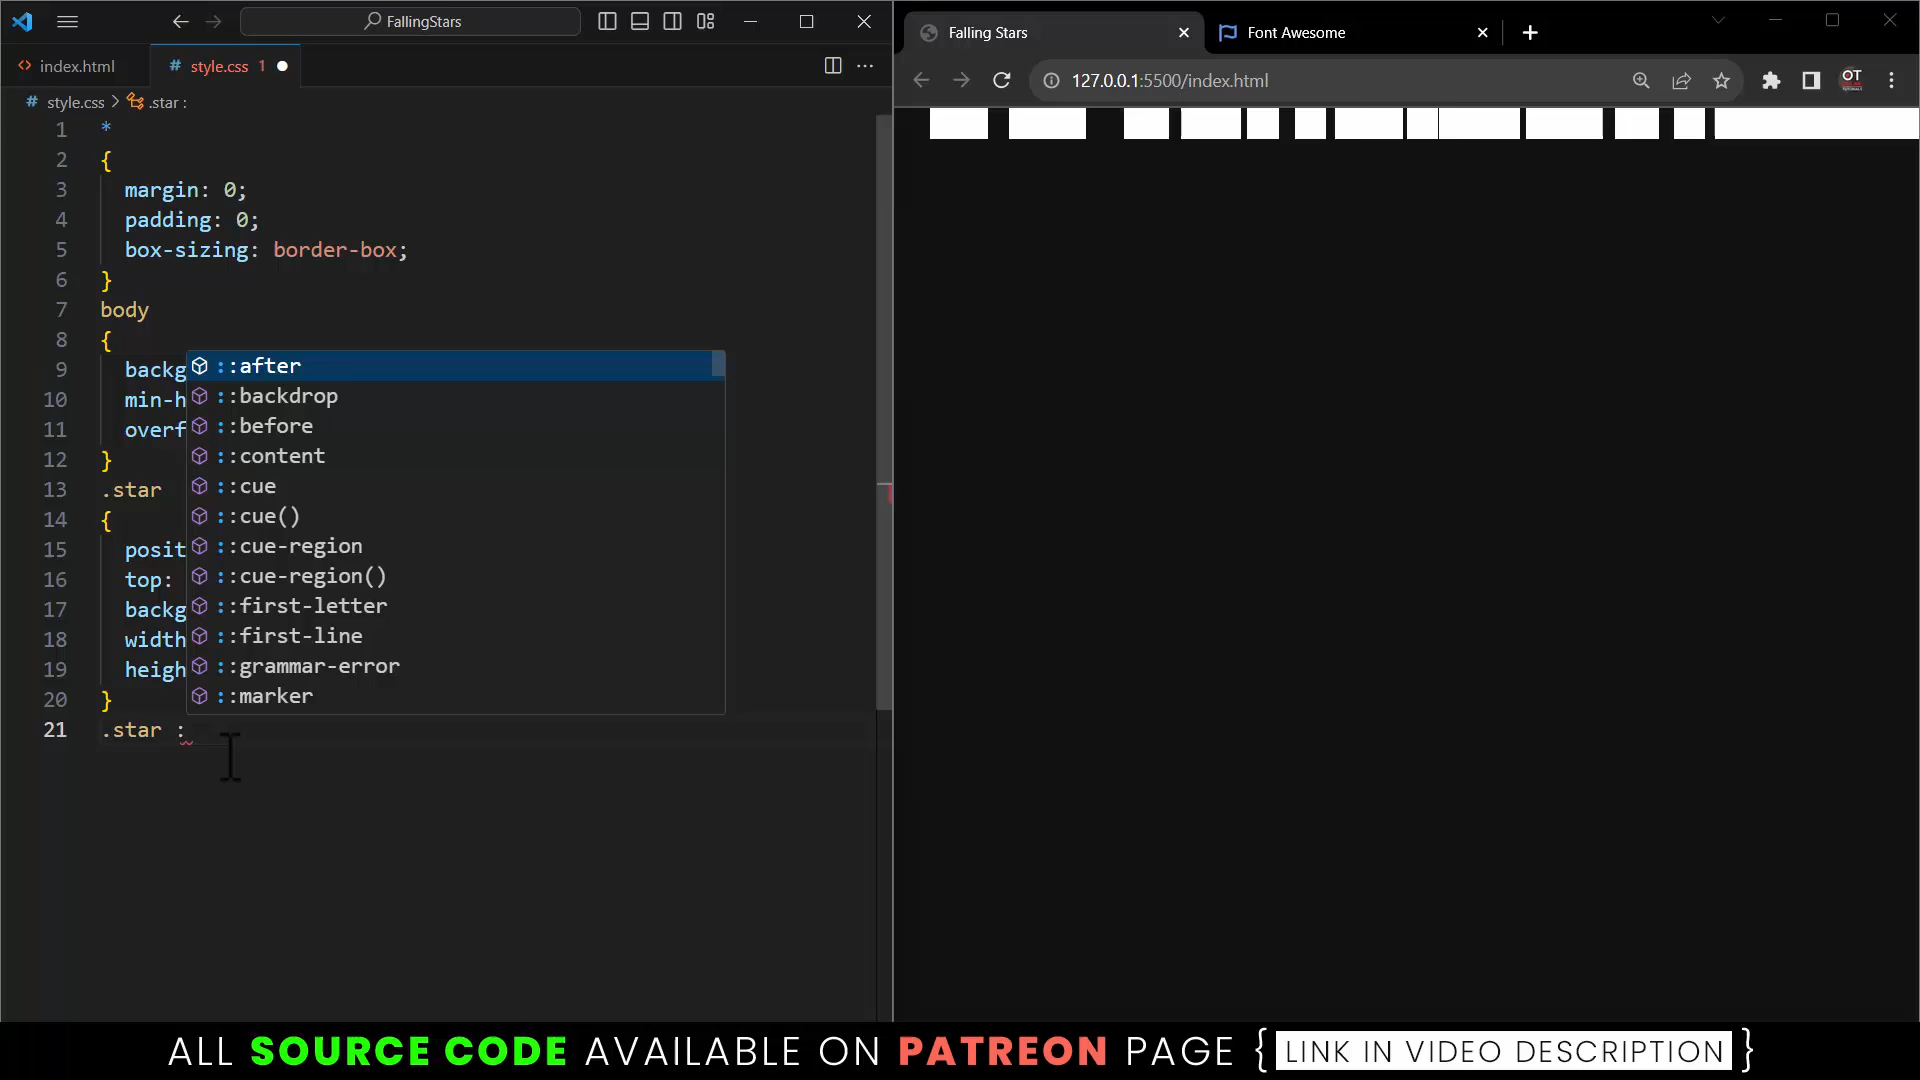 FallingStars
index.html
# style.css 1
# style.css > .star :
1 *
2 {
3 margin: 0;
4 padding: 0;
5 box-sizing: border-box;
6 }
7 body
8 {
9 backg
10 min-h
11 overf
12 }
13 .star
14 {
15 posit
16 top:
17 backg
18 width
19 heigh
20 }
21 .star :
::after
::backdrop
::before
::content
::cue
::cue()
::cue-region
::cue-region()
::first-letter
::first-line
::grammar-error
::marker
Falling Stars
Font Awesome
127.0.0.1:5500/index.html
OT
ALL SOURCE CODE AVAILABLE ON PATREON PAGE { LINK IN VIDEO DESCRIPTION }